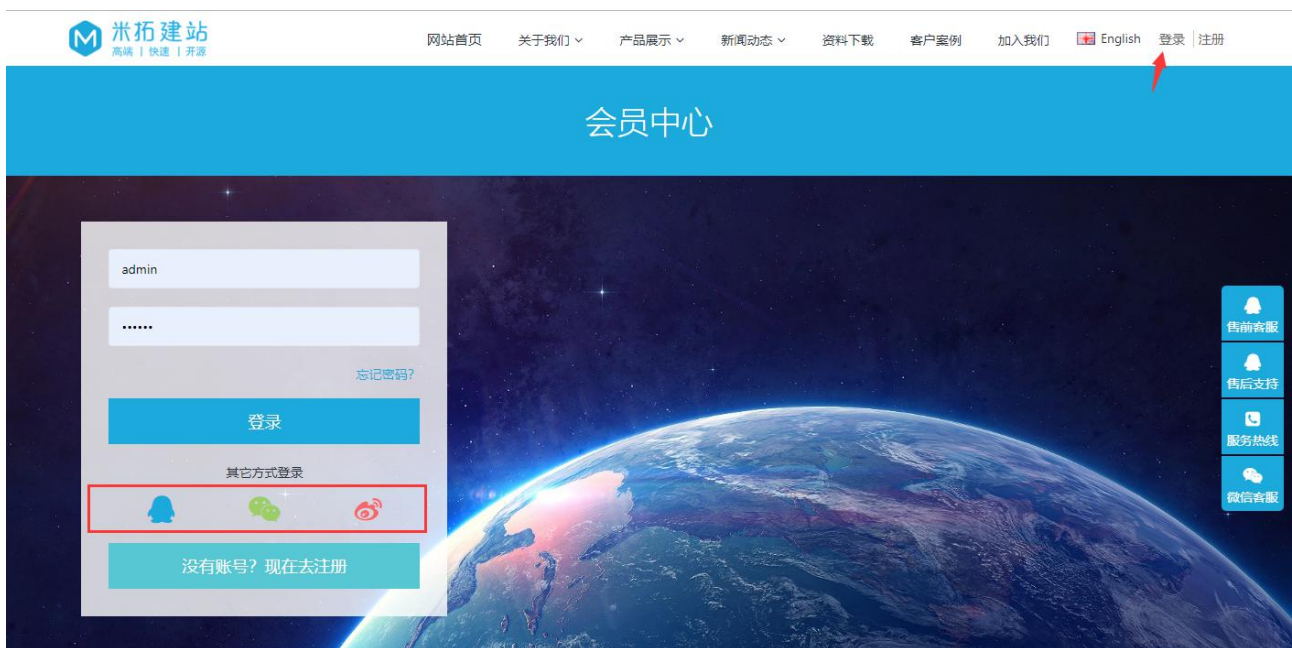 米拓建站
高端 | 快速 | 开源
网站首页 关于我们 产品展示 新闻动态 资料下载 客户案例 加入我们 English 登录 注册
会员中心
admin
••••••
忘记密码?
登录
其它方式登录
没有账号？现在去注册
售前客服
售后支持
服务热线
微信客服